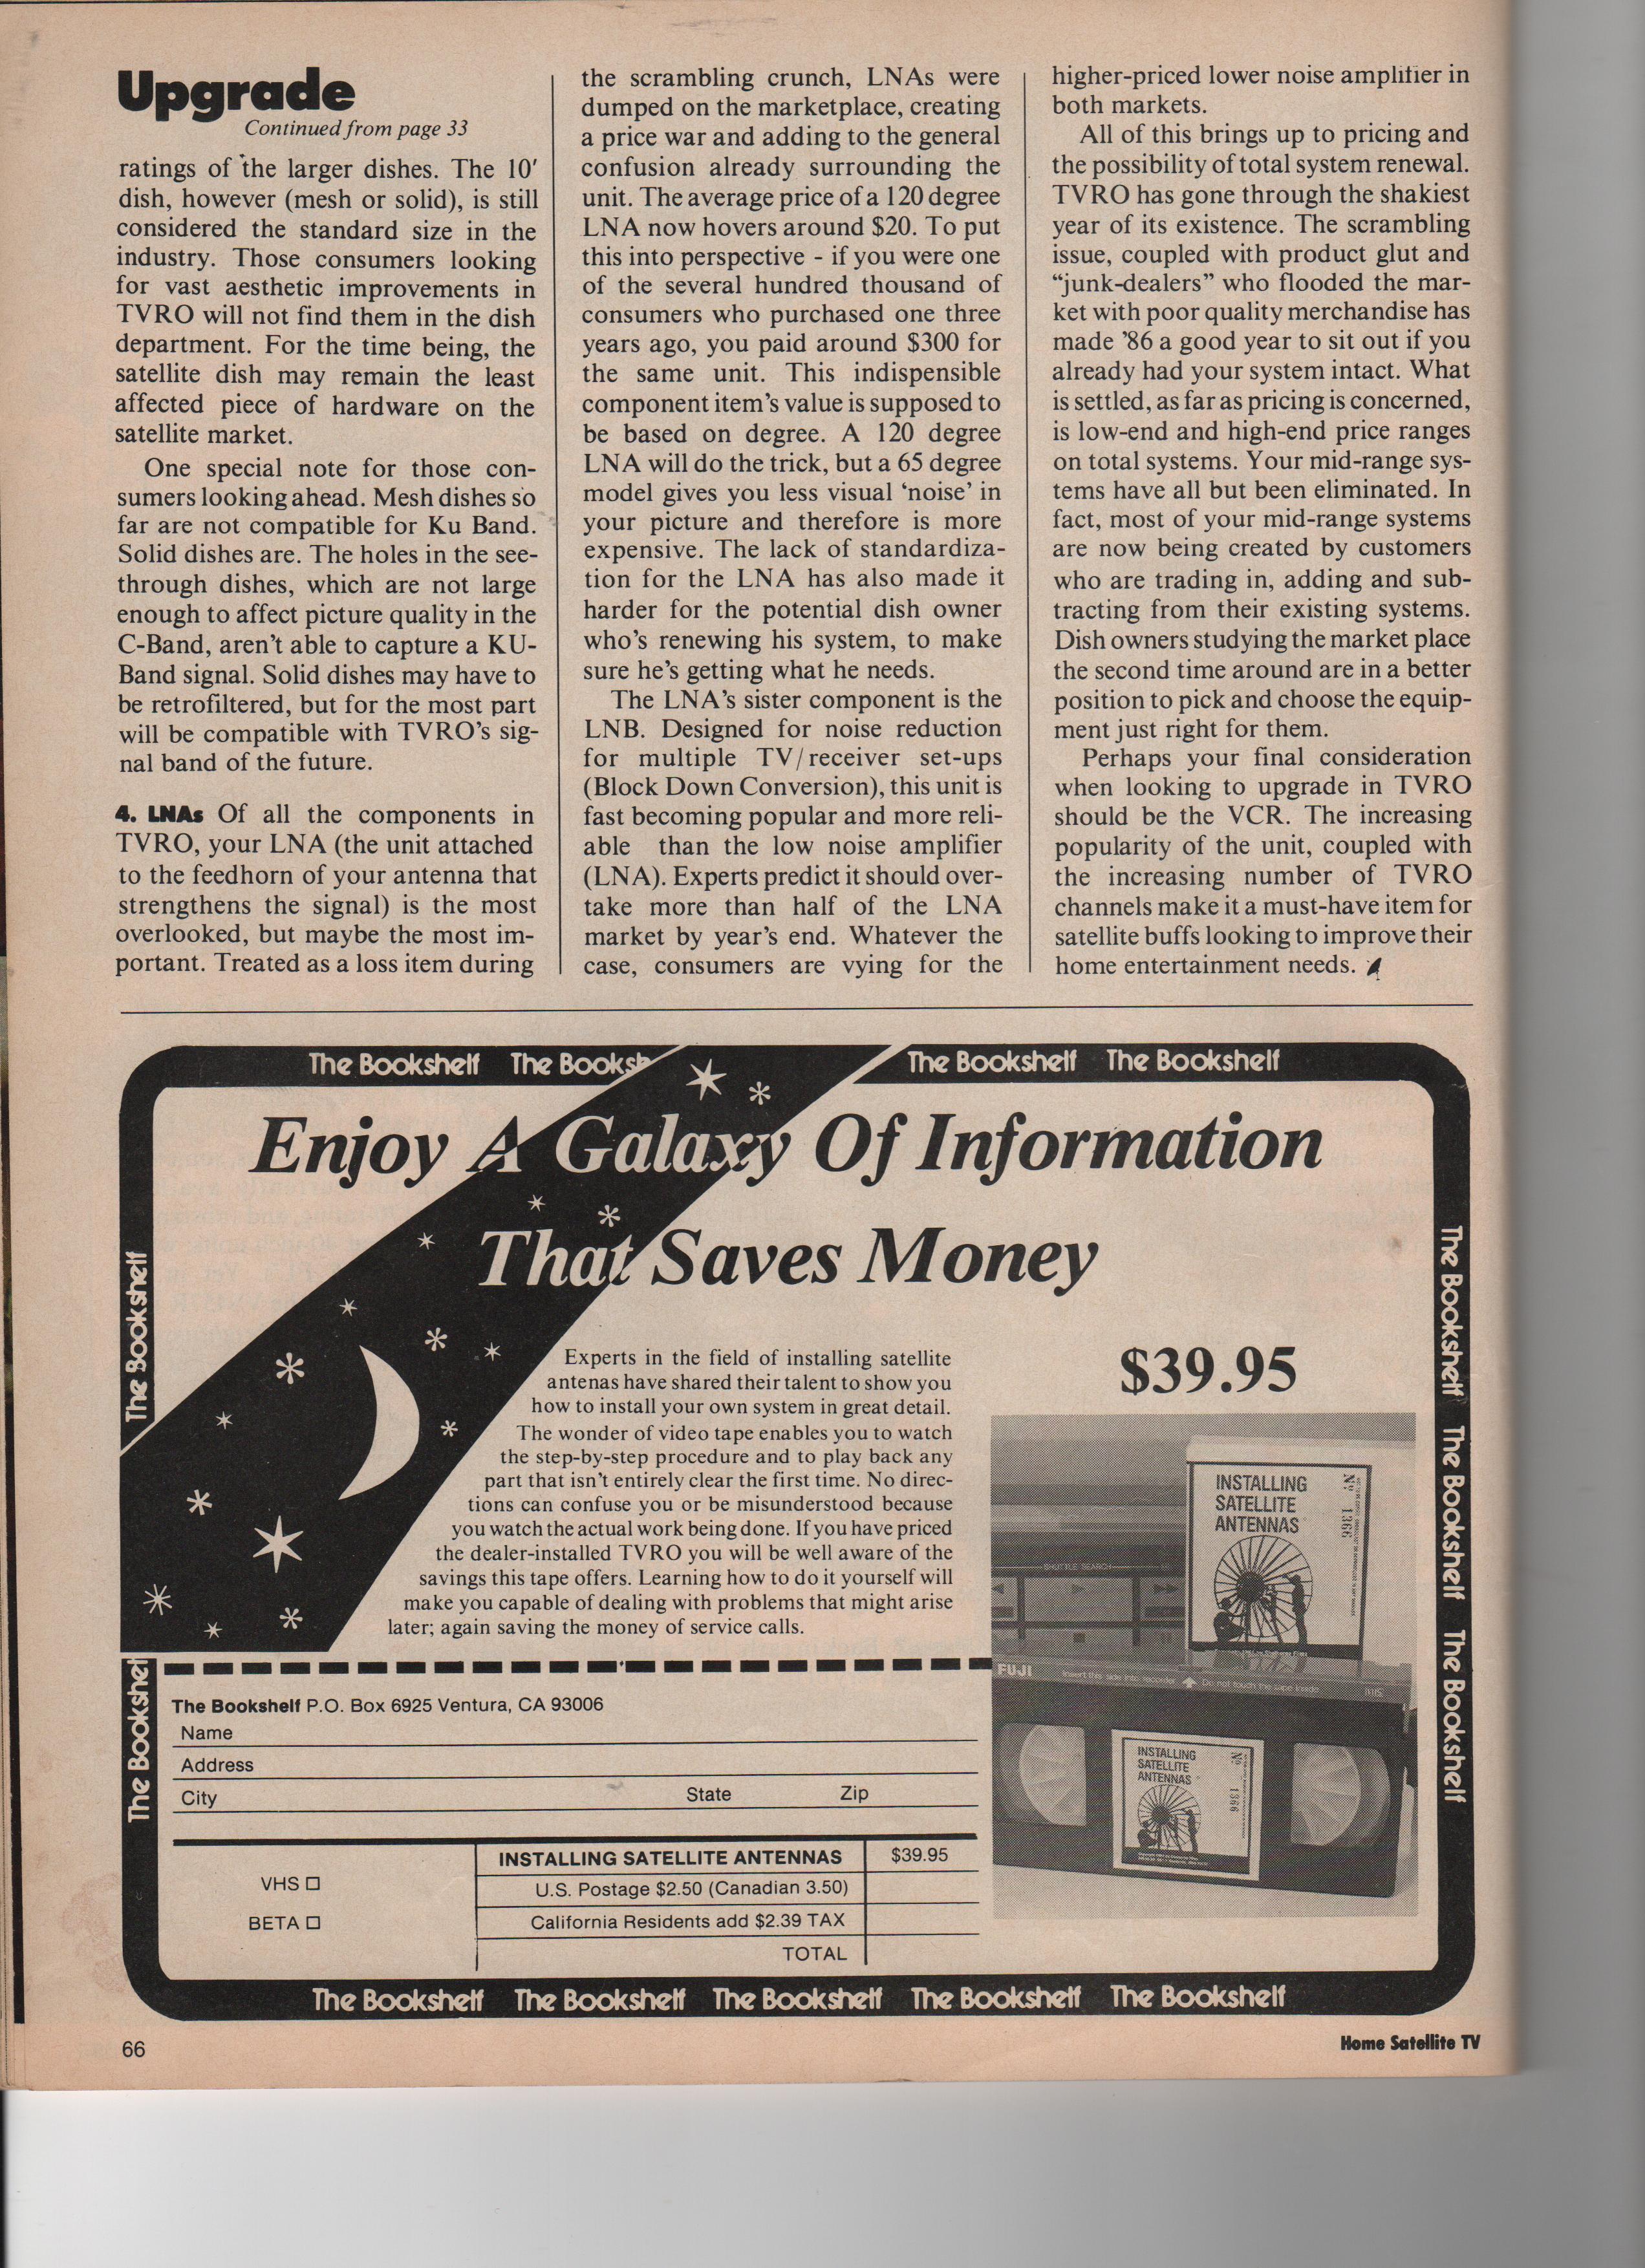 Upgrade
Continued from page 33
ratings of the larger dishes. The 10'
dish, however (mesh or solid), is still
considered the standard size in the
industry. Those consumers looking
for vast aesthetic improvements in
TVRO will not find them in the dish
department. For the time being, the
satellite dish may remain the least
affected piece of hardware on the
satellite market.
One special note for those con-
sumers looking ahead. Mesh dishes so
far are not compatible for Ku Band.
Solid dishes are. The holes in the see-
through dishes, which are not large
enough to affect picture quality in the
C-Band, aren't able to capture a KU-
Band signal. Solid dishes may have to
be retrofiltered, but for the most part
will be compatible with TVRO's sig-
nal band of the future.
4. LNAs Of all the components in
TVRO, your LNA (the unit attached
to the feedhorn of your antenna that
strengthens the signal) is the most
overlooked, but maybe the most im-
portant. Treated as a loss item during
the scrambling crunch, LNAs were
dumped on the marketplace, creating
a price war and adding to the general
confusion already surrounding the
unit. The average price of a 120 degree
LNA now hovers around $20. To put
this into perspective - if you were one
of the several hundred thousand of
consumers who purchased one three
years ago, you paid around $300 for
the same unit. This indispensible
component item's value is supposed to
be based on degree. A 120 degree
LNA will do the trick, but a 65 degree
model gives you less visual 'noise' in
your picture and therefore is more
expensive. The lack of standardiza-
tion for the LNA has also made it
harder for the potential dish owner
who's renewing his system, to make
sure he's getting what he needs.
The LNA's sister component is the
LNB. Designed for noise reduction
for multiple TV/receiver set-ups
(Block Down Conversion), this unit is
fast becoming popular and more reli-
able than the low noise amplifier
(LNA). Experts predict it should over-
take more than half of the LNA
market by year's end. Whatever the
case, consumers are vying for the
higher-priced lower noise amplifier in
both markets.
All of this brings up to pricing and
the possibility of total system renewal.
TVRO has gone through the shakiest
year of its existence. The scrambling
issue, coupled with product glut and
“junk-dealers” who flooded the mar-
ket with poor quality merchandise has
made '86 a good year to sit out if you
already had your system intact. What
is settled, as far as pricing is concerned,
is low-end and high-end price ranges
on total systems. Your mid-range sys-
tems have all but been eliminated. In
fact, most of your mid-range systems
are now being created by customers
who are trading in, adding and sub-
tracting from their existing systems.
Dish owners studying the market place
the second time around are in a better
position to pick and choose the equip-
ment just right for them.
Perhaps your final consideration
when looking to upgrade in TVRO
should be the VCR. The increasing
popularity of the unit, coupled with
the increasing number of TVRO
channels make it a must-have item for
satellite buffs looking to improve their
home entertainment needs.
The Bookshelf The Booksh The Bookshelf The Bookshelf
Enjoy A Galaxy Of Information
That Saves Money
The Bookshelf
The Bookshelf
Experts in the field of installing satellite
antenas have shared their talent to show you
how to install your own system in great detail.
The wonder of video tape enables you to watch
the step-by-step procedure and to play back any
part that isn't entirely clear the first time. No direc-
tions can confuse you or be misunderstood because
you watch the actual work being done. If you have priced
the dealer-installed TVRO you will be well aware of the
savings this tape offers. Learning how to do it yourself will
make you capable of dealing with problems that might arise
later; again saving the money of service calls.
$39.95
INSTALLING
SATELLITE
ANTENNAS
No 1366
SHUTTLE SEARCH
FUJI Insert this side into recorder Do not touch the tape inside VHS
INSTALLING
SATELLITE
ANTENNAS
No 1366
The Bookshelf The Bookshelf The Bookshelf
The Bookshelf P.O. Box 6925 Ventura, CA 93006
Name
Address
City State Zip
INSTALLING SATELLITE ANTENNAS $39.95
VHS
U.S. Postage $2.50 (Canadian 3.50)
BETA
California Residents add $2.39 TAX
TOTAL
The Bookshelf The Bookshelf The Bookshelf The Bookshelf The Bookshelf
66
Home Satellite TV